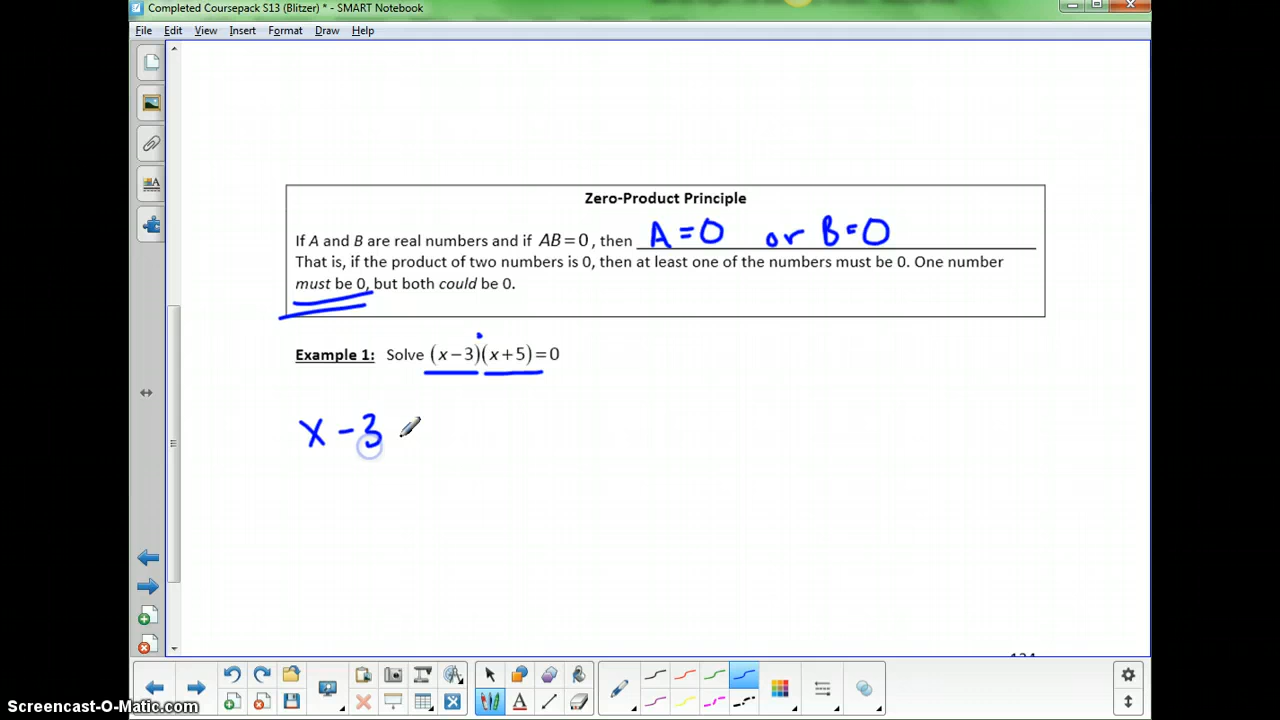 Completed Coursepack S13 (Blitzer) * - SMART Notebook
File Edit View Insert Format Draw Help
Zero-Product Principle
If A and B are real numbers and if AB=0, then A=0 or B=0
That is, if the product of two numbers is 0, then at least one of the numbers must be 0. One number
must be 0, but both could be 0.
Example 1: Solve (x−3)(x+5)=0
x - 3
Screencast-O-Matic.com